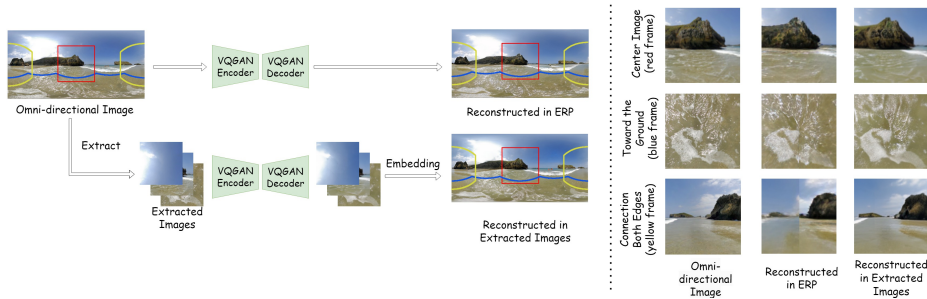 Omni-directional Image
VQGAN
Encoder
VQGAN
Decoder
Reconstructed in ERP
Extract
Extracted
Images
VQGAN
Encoder
VQGAN
Decoder
Embedding
Reconstructed in
Extracted Images
Center Image
(red frame)
Toward the
Ground
(blue frame)
Connection
Both Edges
(yellow frame)
Omni-
directional
Image
Reconstructed
in ERP
Reconstructed
in Extracted
Images